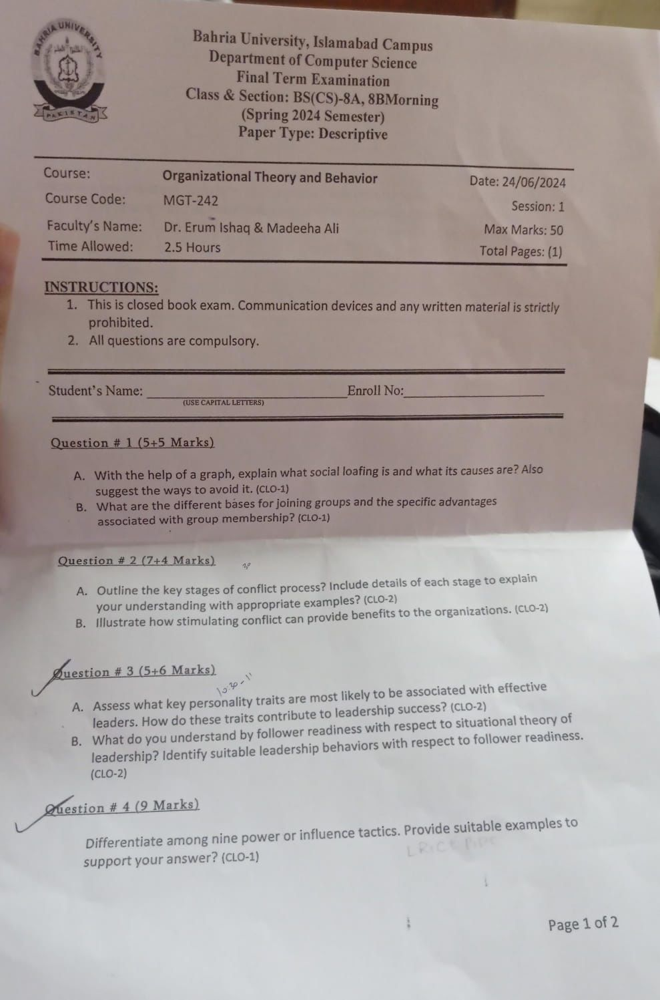 BAHRIA UNIVERSITY
PAKISTAN
Bahria University, Islamabad Campus
Department of Computer Science
Final Term Examination
Class & Section: BS(CS)-8A, 8BMorning
(Spring 2024 Semester)
Paper Type: Descriptive
Course: Organizational Theory and Behavior Date: 24/06/2024
Course Code: MGT-242 Session: 1
Faculty's Name: Dr. Erum Ishaq & Madeeha Ali Max Marks: 50
Time Allowed: 2.5 Hours Total Pages: (1)
INSTRUCTIONS:
1. This is closed book exam. Communication devices and any written material is strictly
prohibited.
2. All questions are compulsory.
Student's Name: Enroll No:
(USE CAPITAL LETTERS)
Question # 1 (5+5 Marks)
A. With the help of a graph, explain what social loafing is and what its causes are? Also
suggest the ways to avoid it. (CLO-1)
B. What are the different bases for joining groups and the specific advantages
associated with group membership? (CLO-1)
Question # 2 (7+4 Marks)
A. Outline the key stages of conflict process? Include details of each stage to explain
your understanding with appropriate examples? (CLO-2)
B. Illustrate how stimulating conflict can provide benefits to the organizations. (CLO-2)
Question # 3 (5+6 Marks)
10.30-11
A. Assess what key personality traits are most likely to be associated with effective
leaders. How do these traits contribute to leadership success? (CLO-2)
B. What do you understand by follower readiness with respect to situational theory of
leadership? Identify suitable leadership behaviors with respect to follower readiness.
(CLO-2)
Question # 4 (9 Marks)
Differentiate among nine power or influence tactics. Provide suitable examples to
support your answer? (CLO-1)
Page 1 of 2